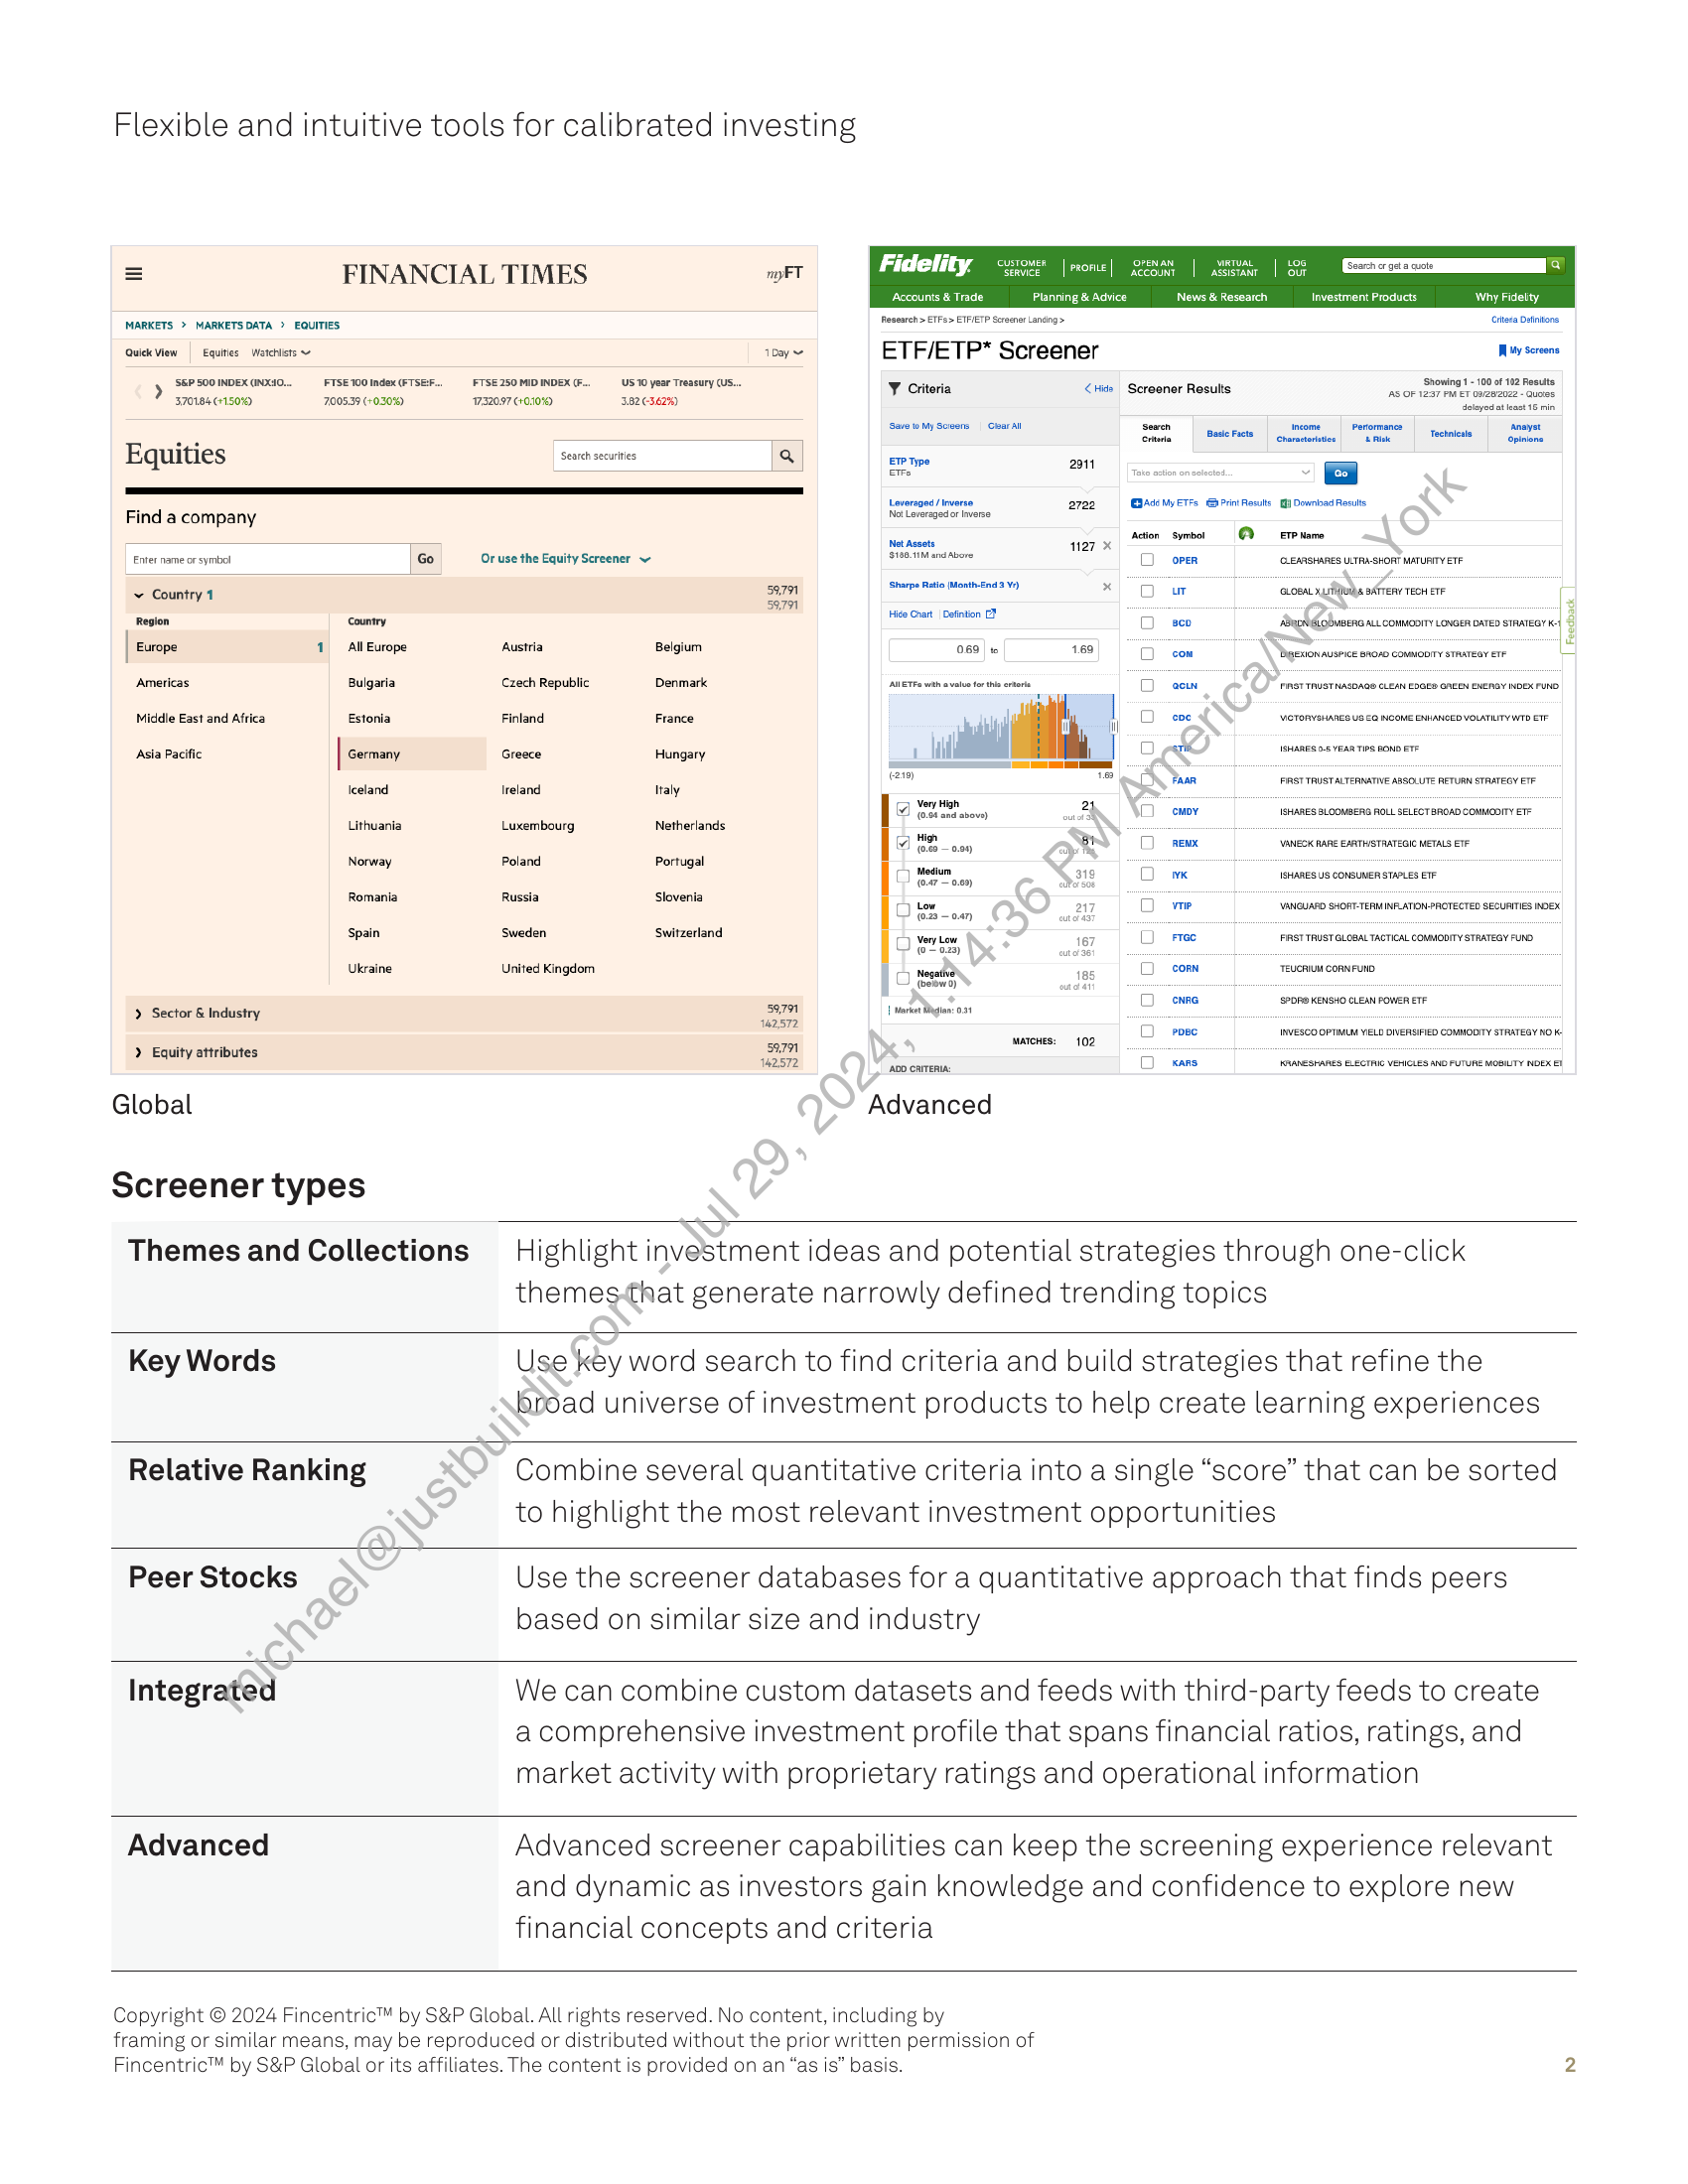 Flexible and intuitive tools for calibrated investing
FINANCIAL TIMES
myFT
MARKETS > MARKETS DATA > EQUITIES
Quick View Equities Watchlists 1 Day
S&P 500 INDEX (INX:IO... FTSE 100 Index (FTSE:F... FTSE 250 MID INDEX (F... US 10 year Treasury (US...
3,701.84 (+1.50%) 7,005.39 (+0.30%) 17,320.97 (+0.10%) 3.82 (-3.62%)
Equities
Search securities
Find a company
Enter name or symbol Go Or use the Equity Screener
Country 1 59,791
59,791
Region Country
Europe 1 All Europe Austria Belgium
Americas Bulgaria Czech Republic Denmark
Middle East and Africa Estonia Finland France
Asia Pacific Germany Greece Hungary
Iceland Ireland Italy
Lithuania Luxembourg Netherlands
Norway Poland Portugal
Romania Russia Slovenia
Spain Sweden Switzerland
Ukraine United Kingdom
Sector & Industry 59,791
142,572
Equity attributes 59,791
142,572
Global
Fidelity
CUSTOMER SERVICE PROFILE OPEN AN ACCOUNT VIRTUAL ASSISTANT LOG OUT Search or get a quote
Accounts & Trade Planning & Advice News & Research Investment Products Why Fidelity
Research > ETFs > ETF/ETP Screener Landing > Criteria Definitions
ETF/ETP* Screener My Screens
Criteria Hide
Save to My Screens Clear All
ETP Type 2911
ETFs
Leveraged / Inverse 2722
Not Leveraged or Inverse
Net Assets 1127
$188.11M and Above
Sharpe Ratio (Month-End 3 Yr)
Hide Chart Definition
0.69 to 1.69
All ETFs with a value for this criteria
(-2.19) 1.69
Very High 21
(0.94 and above) out of
High 81
(0.69 — 0.94) out of
Medium 319
(0.47 — 0.69) out of 508
Low 217
(0.23 — 0.47) out of 437
Very Low 167
(0 — 0.23) out of 361
Negative 185
(below 0) out of 411
Market Median: 0.31
MATCHES: 102
ADD CRITERIA:
Screener Results Showing 1 - 100 of 102 Results
AS OF 12:37 PM ET 09/28/2022 - Quotes
delayed at least 15 min
Search Criteria Basic Facts Income Characteristics Performance & Risk Technicals Analyst Opinions
Take action on selected... Go
Add My ETFs Print Results Download Results
Action Symbol ETP Name
OPER CLEARSHARES ULTRA-SHORT MATURITY ETF
LIT GLOBAL X LITHIUM & BATTERY TECH ETF
BCD ABRDN BLOOMBERG ALL COMMODITY LONGER DATED STRATEGY K-1
COM DIREXION AUSPICE BROAD COMMODITY STRATEGY ETF
QCLN FIRST TRUST NASDAQ® CLEAN EDGE® GREEN ENERGY INDEX FUND
CDC VICTORYSHARES US EQ INCOME ENHANCED VOLATILITY WTD ETF
STIP ISHARES 0-5 YEAR TIPS BOND ETF
FAAR FIRST TRUST ALTERNATIVE ABSOLUTE RETURN STRATEGY ETF
CMDY ISHARES BLOOMBERG ROLL SELECT BROAD COMMODITY ETF
REMX VANECK RARE EARTH/STRATEGIC METALS ETF
IYK ISHARES US CONSUMER STAPLES ETF
VTIP VANGUARD SHORT-TERM INFLATION-PROTECTED SECURITIES INDEX
FTGC FIRST TRUST GLOBAL TACTICAL COMMODITY STRATEGY FUND
CORN TEUCRIUM CORN FUND
CNRG SPDR® KENSHO CLEAN POWER ETF
PDBC INVESCO OPTIMUM YIELD DIVERSIFIED COMMODITY STRATEGY NO K-
KARS KRANESHARES ELECTRIC VEHICLES AND FUTURE MOBILITY INDEX ET
Feedback
Advanced
Screener types
Themes and Collections Highlight investment ideas and potential strategies through one-click
themes that generate narrowly defined trending topics
Key Words Use key word search to find criteria and build strategies that refine the
broad universe of investment products to help create learning experiences
Relative Ranking Combine several quantitative criteria into a single “score” that can be sorted
to highlight the most relevant investment opportunities
Peer Stocks Use the screener databases for a quantitative approach that finds peers
based on similar size and industry
Integrated We can combine custom datasets and feeds with third-party feeds to create
a comprehensive investment profile that spans financial ratios, ratings, and
market activity with proprietary ratings and operational information
Advanced Advanced screener capabilities can keep the screening experience relevant
and dynamic as investors gain knowledge and confidence to explore new
financial concepts and criteria
Copyright © 2024 Fincentric™ by S&P Global. All rights reserved. No content, including by
framing or similar means, may be reproduced or distributed without the prior written permission of
Fincentric™ by S&P Global or its affiliates. The content is provided on an “as is” basis.
2
michael@justbuildit.com - Jul 29, 2024, 1:14:36 PM America/New_York